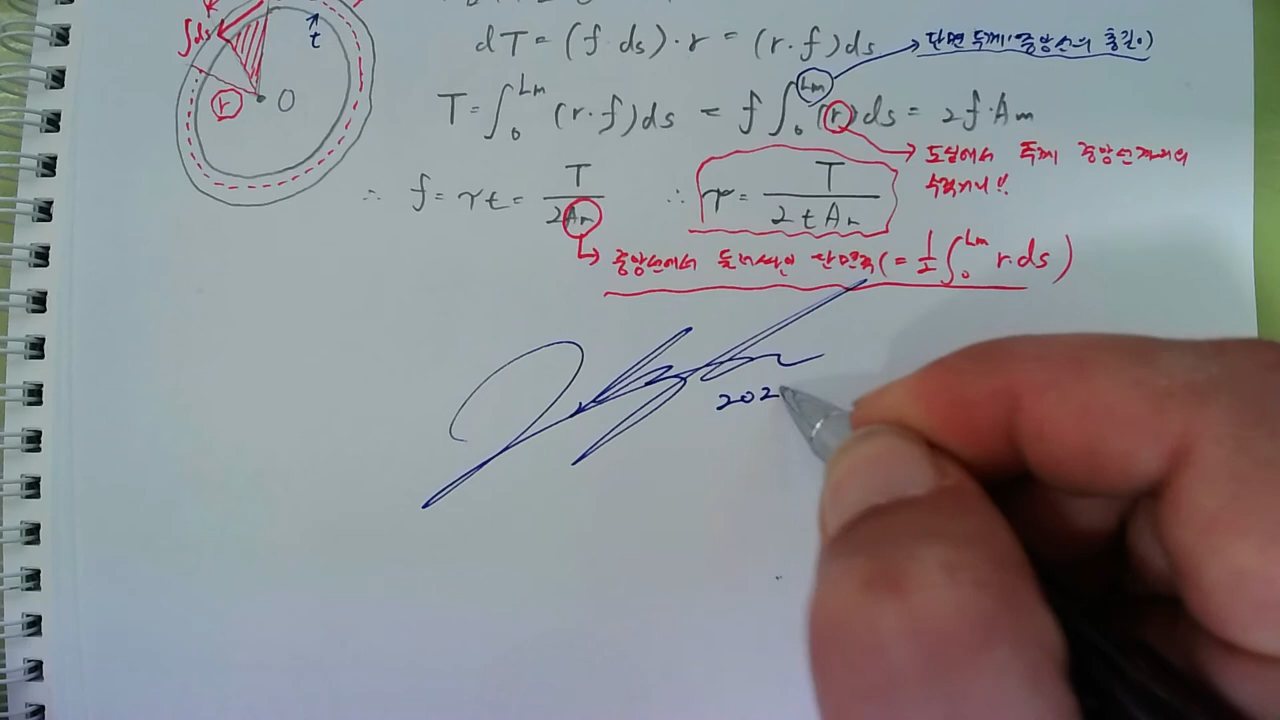 ∫ds
t
r
O
dT = (f·ds)·r = (r·f)ds → 단면 두께(중앙선의 총길이)
T = ∫₀^Lm (r·f)ds = f∫₀^Lm (r)ds = 2f·Am
→ 도심에서 두께 중앙선까지의
수직거리!!
∴ f = τt = T/2Am ∴ τ = T/2tAm
→ 중앙선에서 둘러싸인 단면적(= 1/2 ∫₀^Lm r·ds)
202